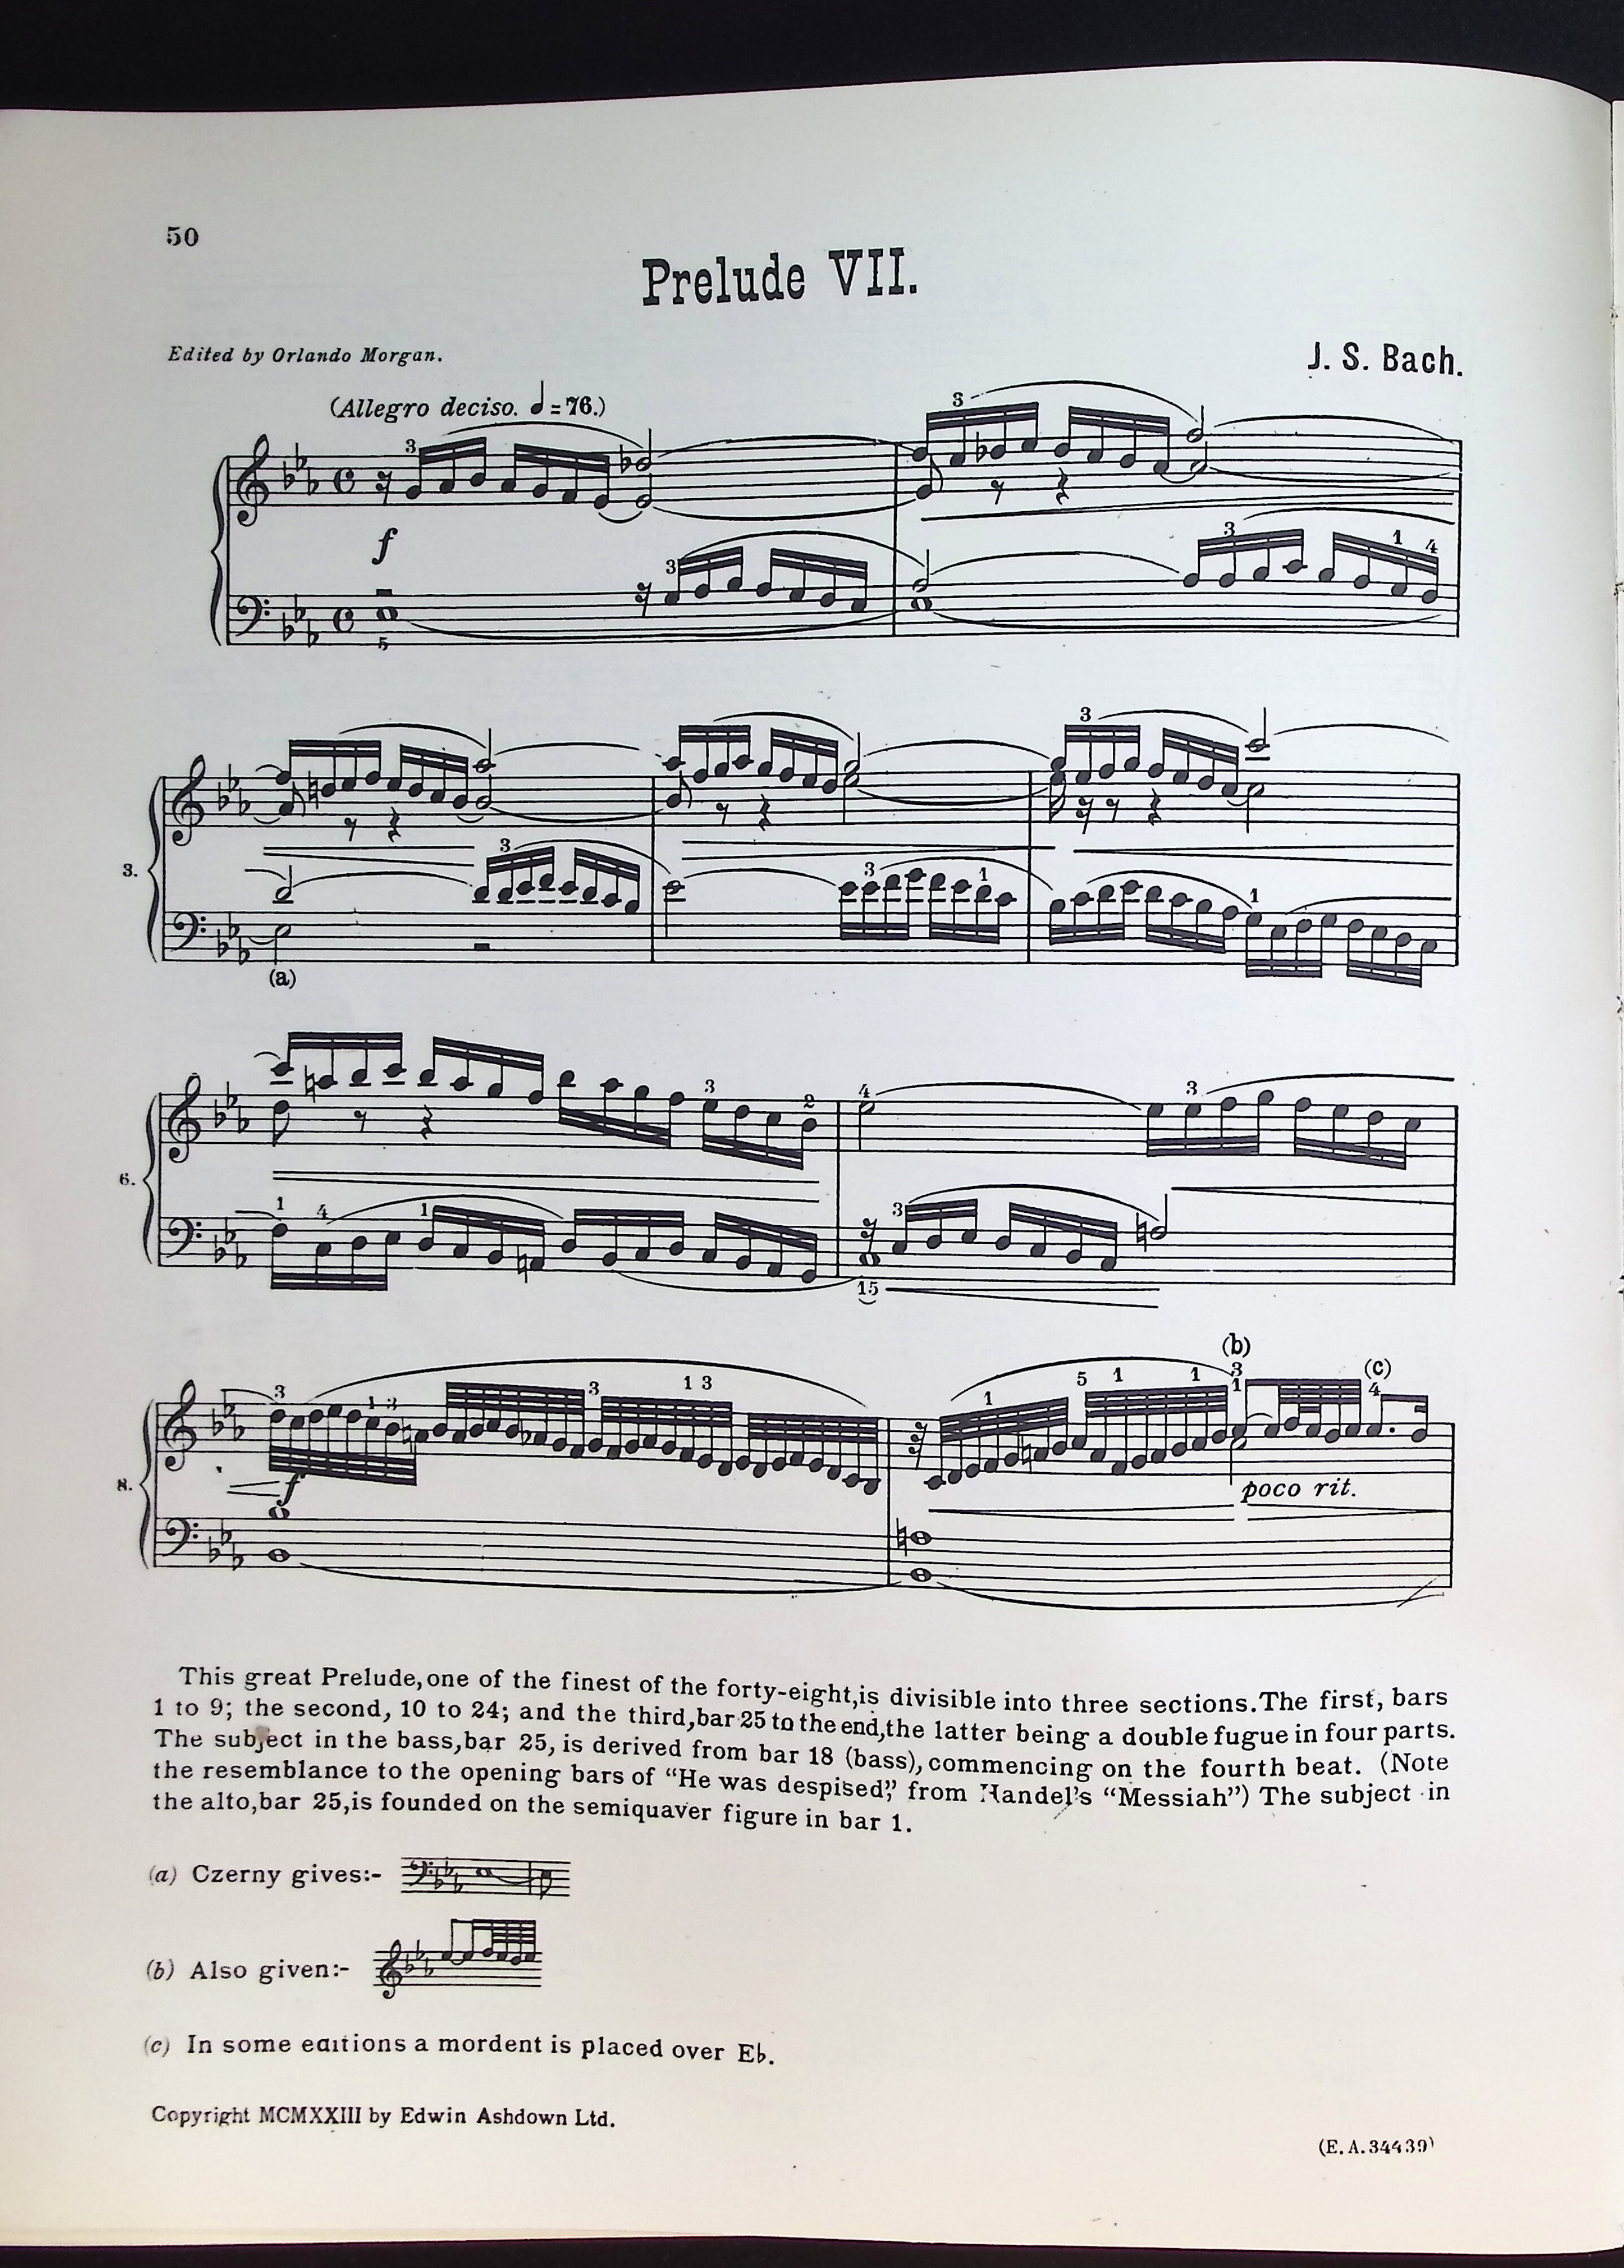 50
Prelude VII.
Edited by Orlando Morgan.
J. S. Bach.
(Allegro deciso. ♩=76.)
3
3
f
3
3
1 4
5
3
3.
3
3
1
1
(a)
3
2
4
3
6.
1
4
1
3
15
(b)
(c)
3
1 3
3
1 3
1
5
1
1
3
1
4
8.
f
poco rit.
This great Prelude, one of the finest of the forty-eight, is divisible into three sections. The first, bars
1 to 9; the second, 10 to 24; and the third, bar 25 to the end, the latter being a double fugue in four parts.
The subject in the bass, bar 25, is derived from bar 18 (bass), commencing on the fourth beat. (Note
the resemblance to the opening bars of “He was despised,” from Handel's “Messiah”) The subject in
the alto, bar 25, is founded on the semiquaver figure in bar 1.
(a) Czerny gives:-
(b) Also given:-
(c) In some editions a mordent is placed over E♭.
Copyright MCMXXIII by Edwin Ashdown Ltd.
(E. A. 34439)